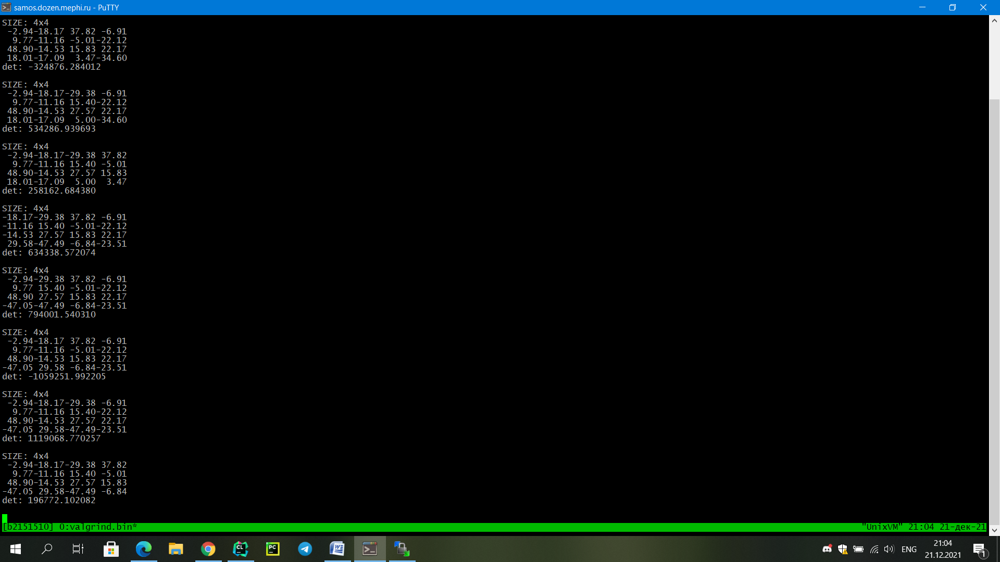 samos.dozen.mephi.ru - PuTTY
SIZE: 4x4
 -2.94-18.17 37.82 -6.91
  9.77-11.16 -5.01-22.12
 48.90-14.53 15.83 22.17
 18.01-17.09  3.47-34.60
det: -324876.284012

SIZE: 4x4
 -2.94-18.17-29.38 -6.91
  9.77-11.16 15.40-22.12
 48.90-14.53 27.57 22.17
 18.01-17.09  5.00-34.60
det: 534286.939693

SIZE: 4x4
 -2.94-18.17-29.38 37.82
  9.77-11.16 15.40 -5.01
 48.90-14.53 27.57 15.83
 18.01-17.09  5.00  3.47
det: 258162.684380

SIZE: 4x4
-18.17-29.38 37.82 -6.91
-11.16 15.40 -5.01-22.12
-14.53 27.57 15.83 22.17
 29.58-47.49 -6.84-23.51
det: 634338.572074

SIZE: 4x4
 -2.94-29.38 37.82 -6.91
  9.77 15.40 -5.01-22.12
 48.90 27.57 15.83 22.17
-47.05-47.49 -6.84-23.51
det: 794001.540310

SIZE: 4x4
 -2.94-18.17 37.82 -6.91
  9.77-11.16 -5.01-22.12
 48.90-14.53 15.83 22.17
-47.05 29.58 -6.84-23.51
det: -1059251.992205

SIZE: 4x4
 -2.94-18.17-29.38 -6.91
  9.77-11.16 15.40-22.12
 48.90-14.53 27.57 22.17
-47.05 29.58-47.49-23.51
det: 1119068.770257

SIZE: 4x4
 -2.94-18.17-29.38 37.82
  9.77-11.16 15.40 -5.01
 48.90-14.53 27.57 15.83
-47.05 29.58-47.49 -6.84
det: 196772.102082

[b2151510] 0:valgrind.bin* "UnixVM" 21:04 21-дек-21
CL
PC
W
ENG
21:04
21.12.2021
1